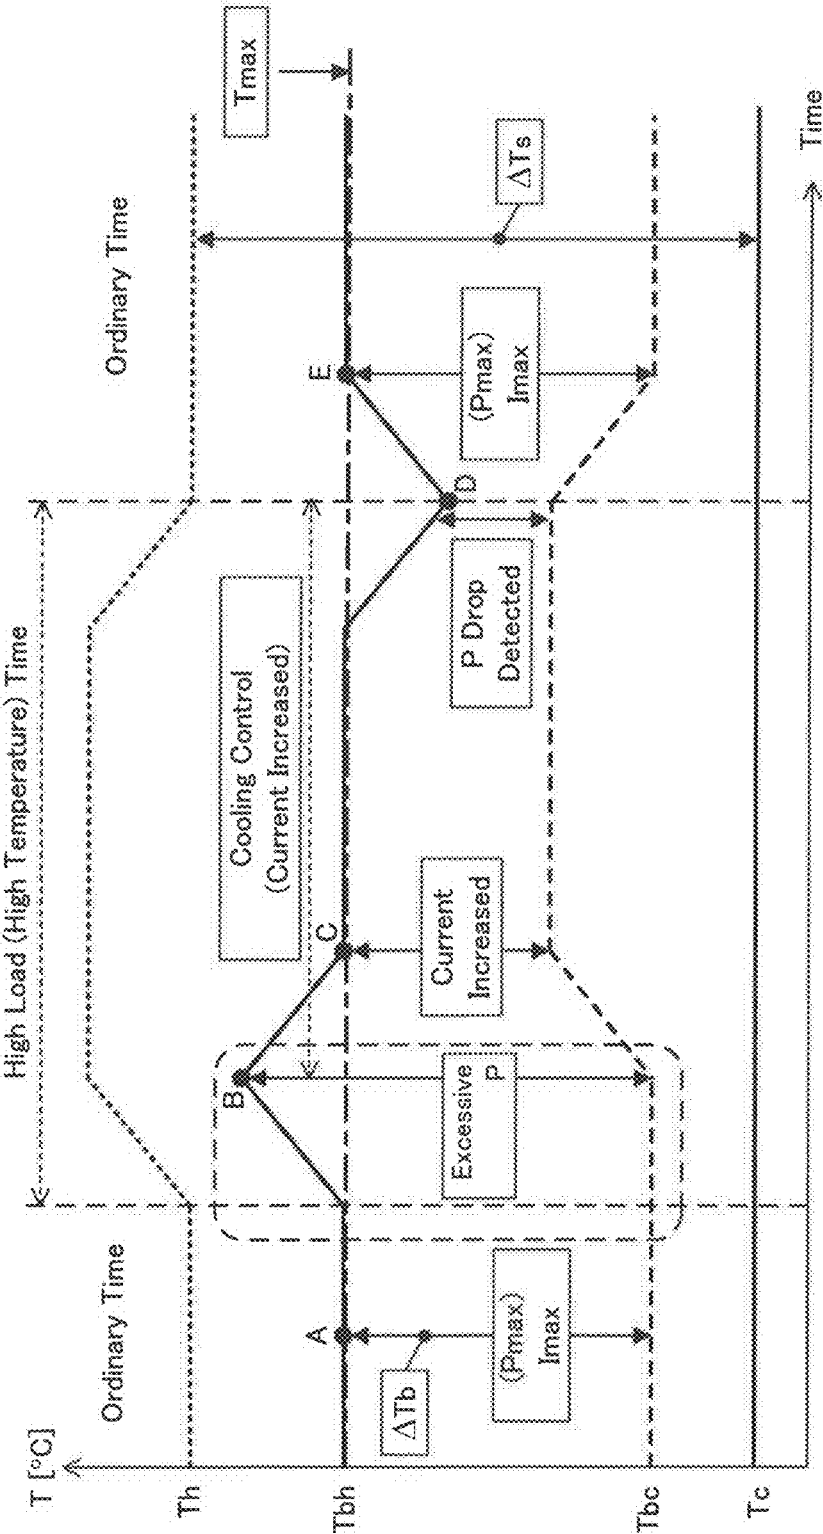 T [°C]
Ordinary Time
High Load (High Temperature) Time
Ordinary Time
Tmax
Th
Tbh
Tbc
Tc
A
B
C
D
E
Cooling Control
(Current Increased)
ΔTb
(Pmax)
Imax
Excessive
P
Current
Increased
P Drop
Detected
(Pmax)
Imax
ΔTs
Time